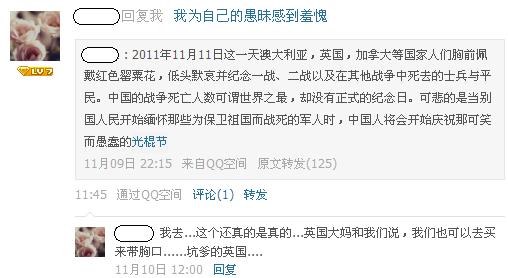 回复我 我为自己的愚昧感到羞愧
：2011年11月11日这一天澳大利亚，英国，加拿大等国家人们胸前佩
戴红色罂粟花，低头默哀并纪念一战、二战以及在其他战争中死去的士兵与平
民。中国的战争死亡人数可谓世界之最，却没有正式的纪念日。可悲的是当别
国人民开始缅怀那些为保卫祖国而战死的军人时，中国人将会开始庆祝那可笑
而愚蠢的光棍节
11月09日 22:15 来自QQ空间 原文转发(125)
LV 7
11:45 通过QQ空间 评论(1) 转发
我去...这个还真的是真的...英国大妈和我们说，我们也可以去买
来带胸口......坑爹的英国....
11月10日 12:00 回复